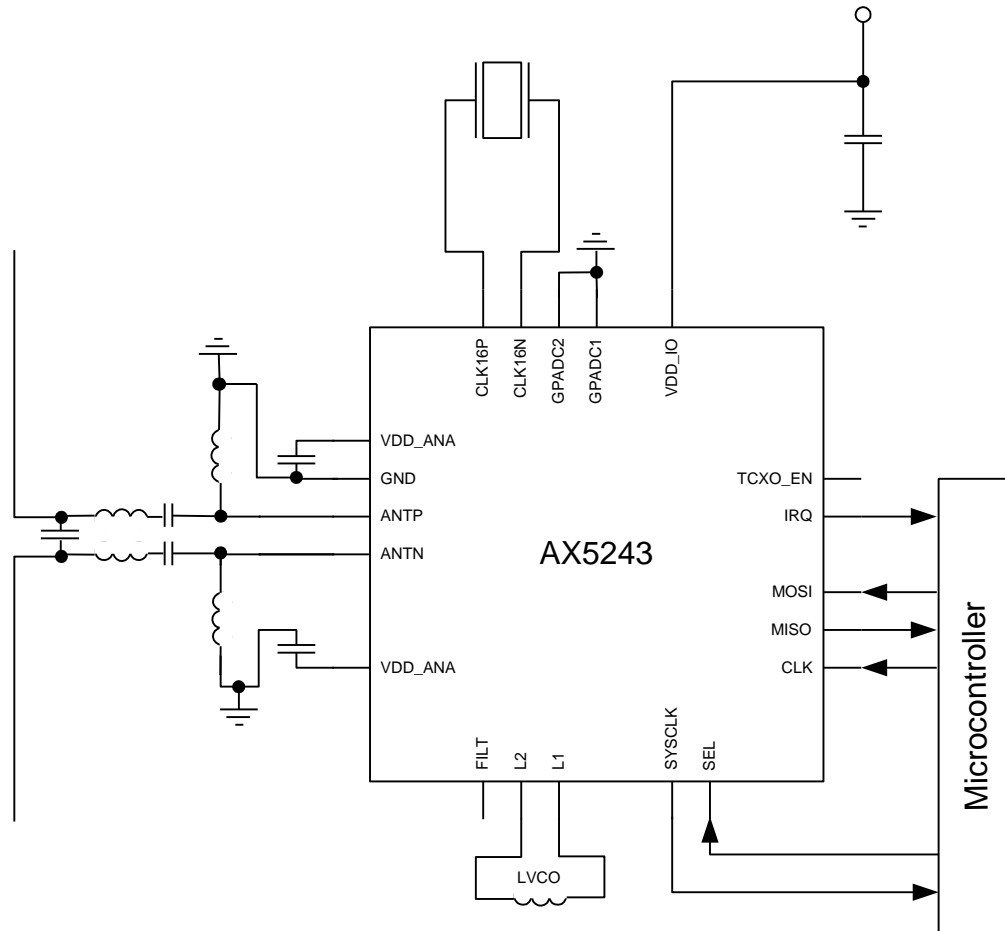 CLK16P
CLK16N
GPADC2
GPADC1
VDD_IO
VDD_ANA
GND
ANTP
ANTN
VDD_ANA
AX5243
TCXO_EN
IRQ
MOSI
MISO
CLK
FILT
L2
L1
SYSCLK
SEL
LVCO
Microcontroller